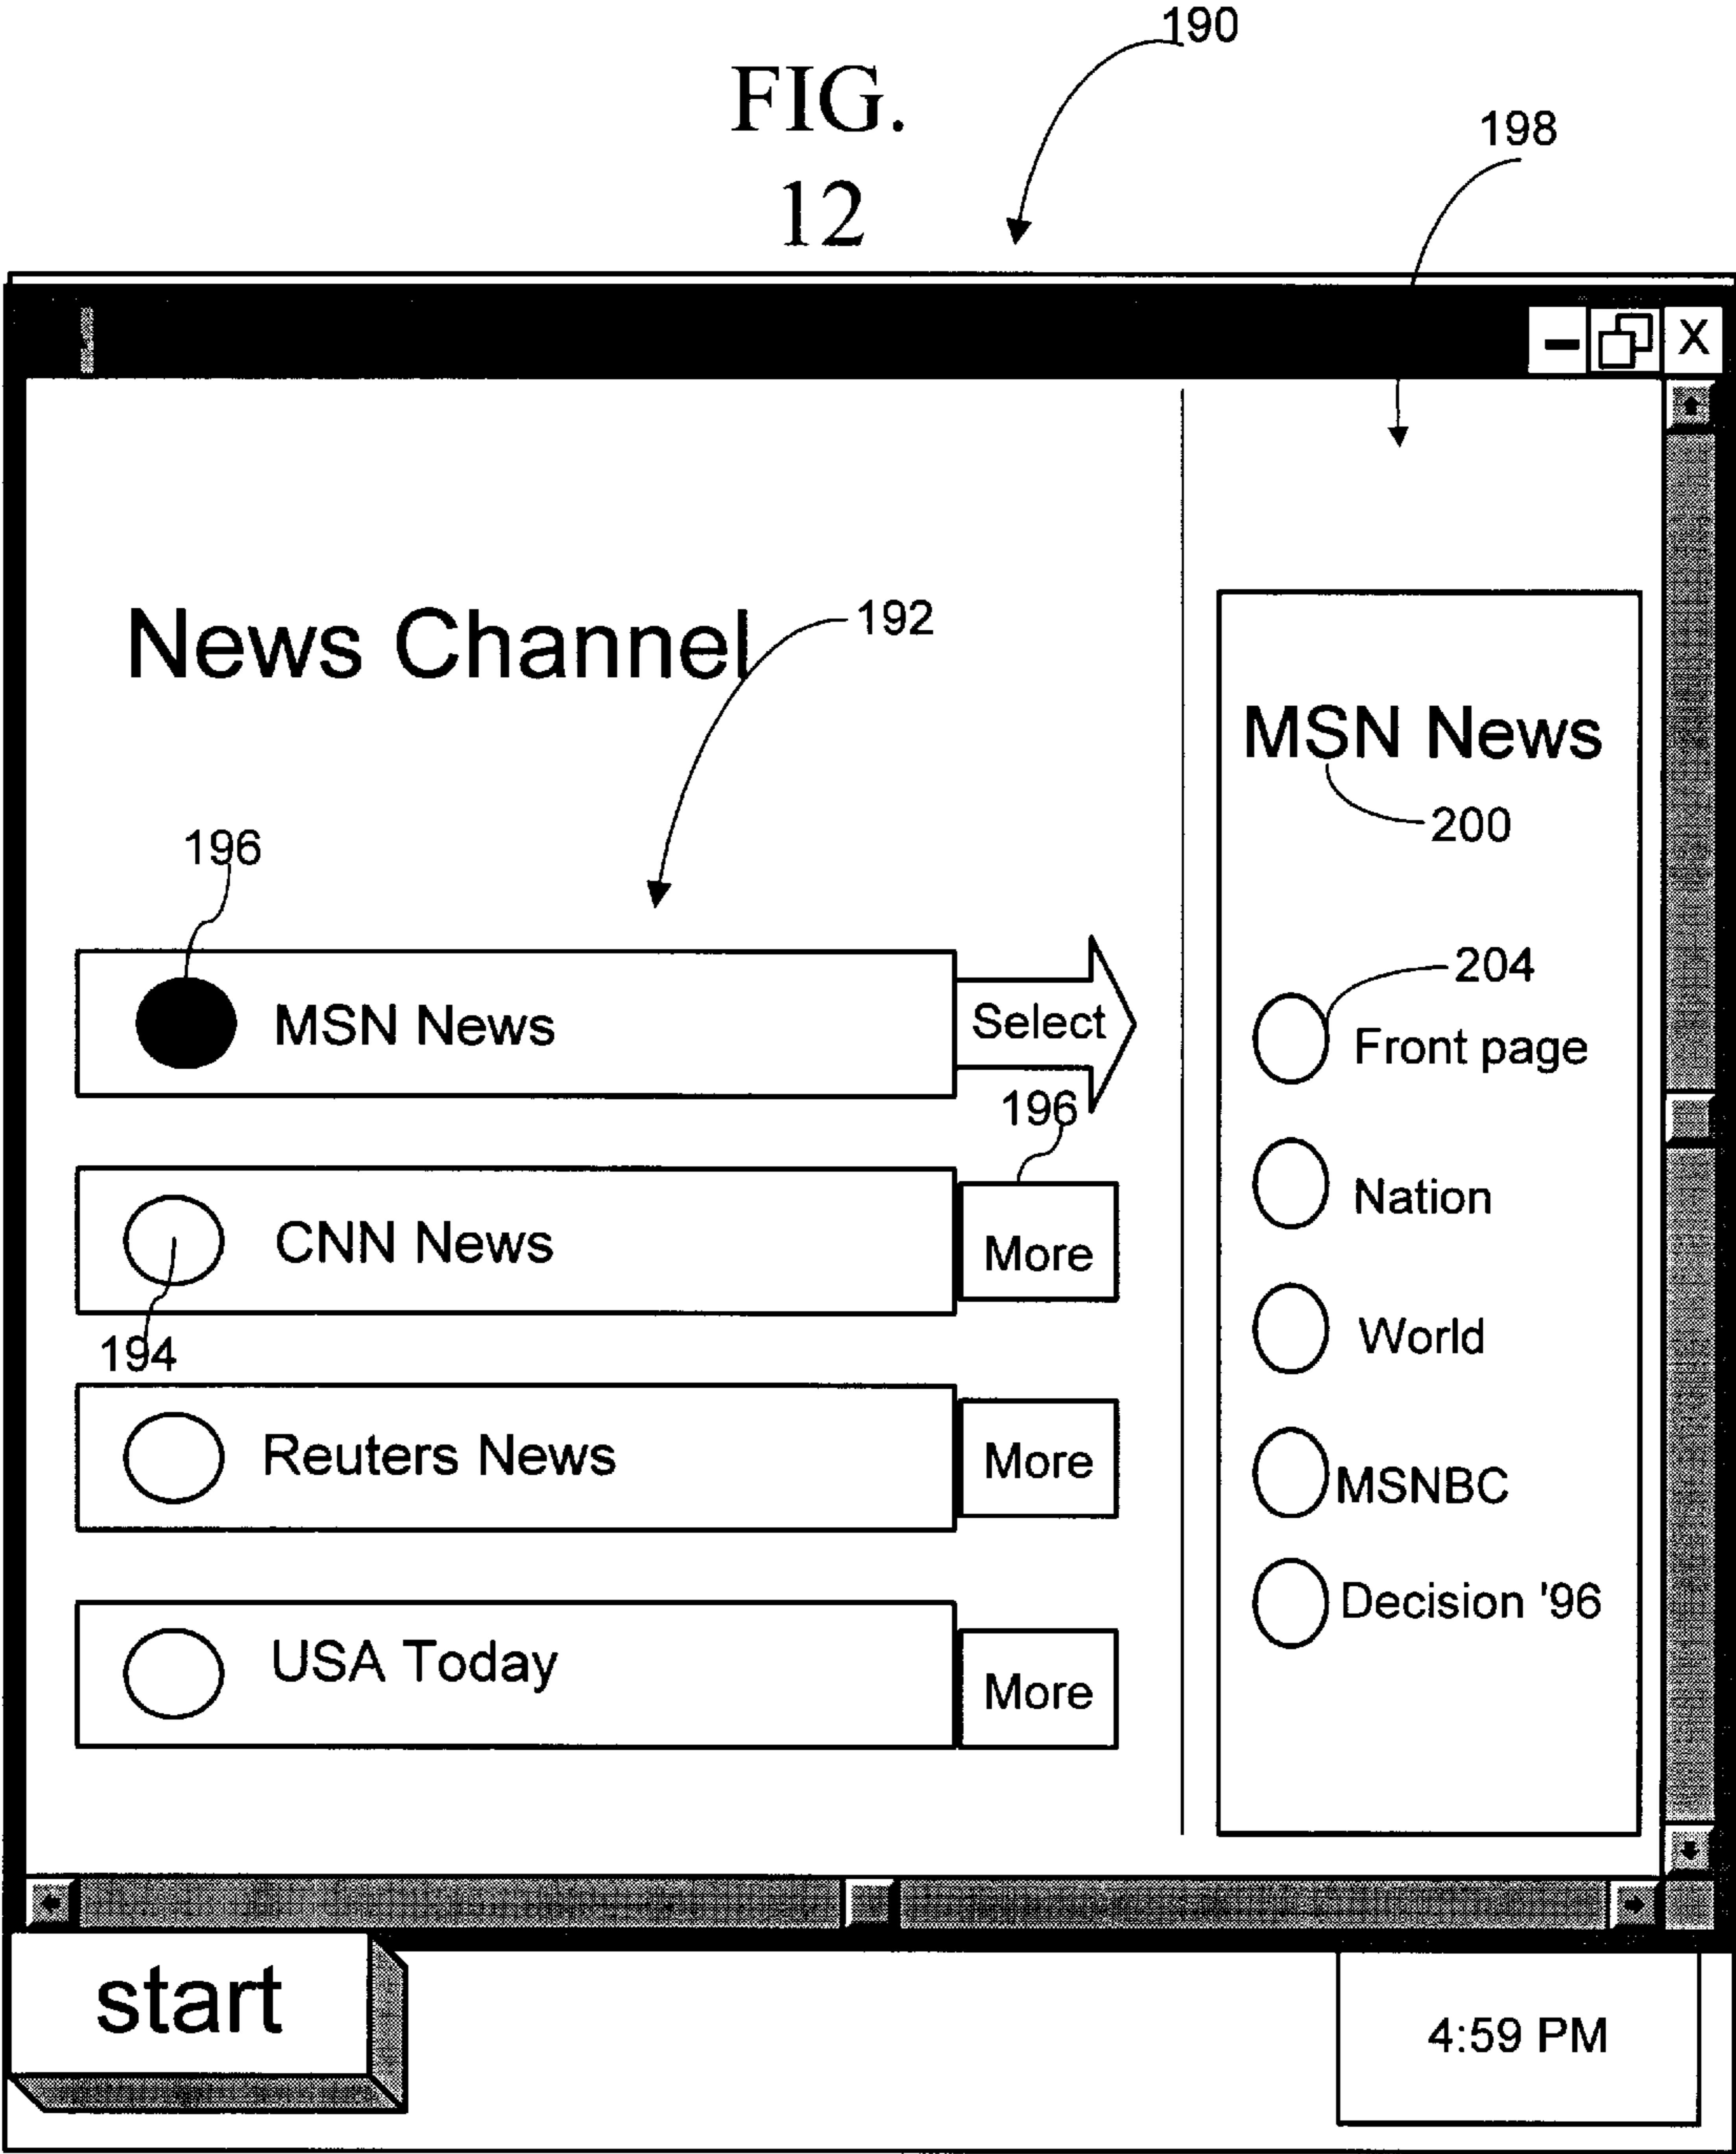 190
FIG.
12
198
X
News Channel
192
MSN News
200
196
204
MSN News
Select
Front page
196
CNN News
More
Nation
194
World
Reuters News
More
MSNBC
Decision '96
USA Today
More
start
4:59 PM